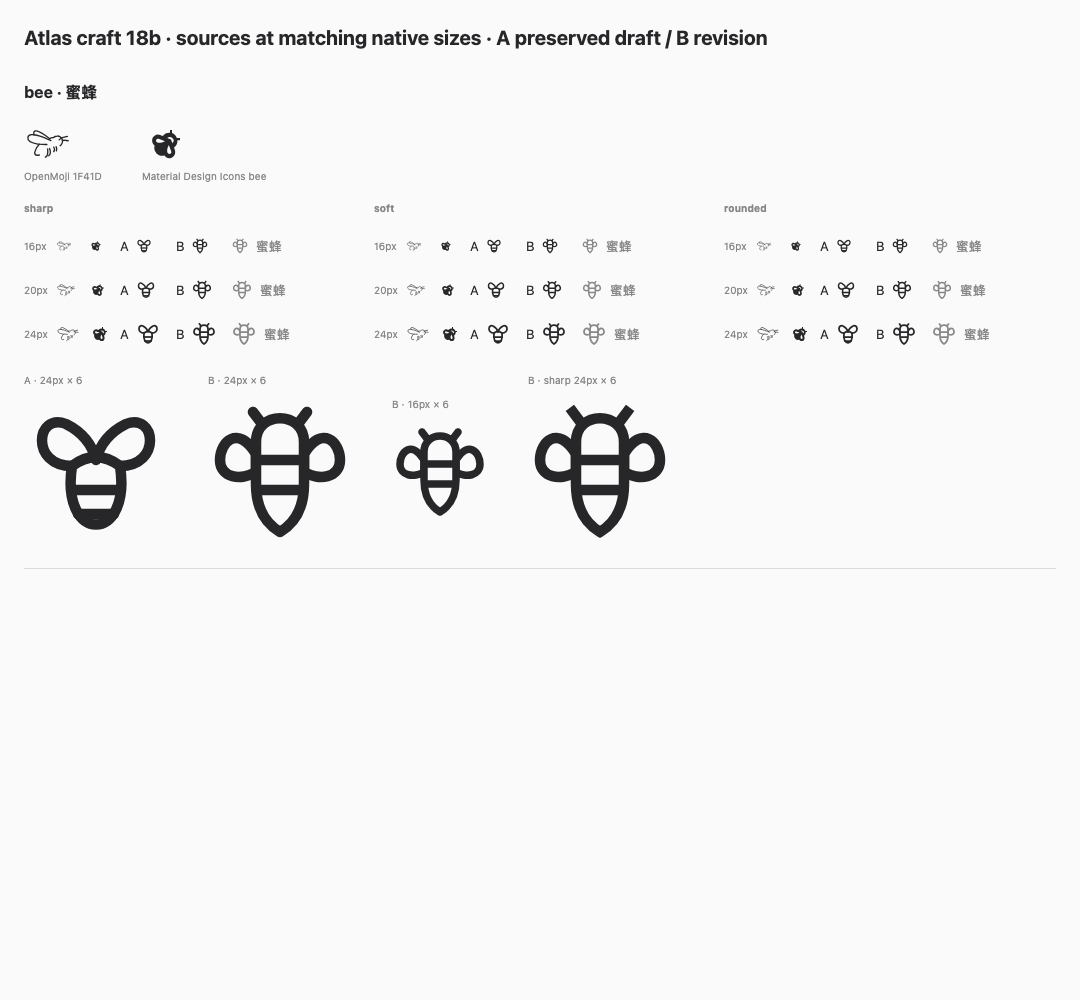 Atlas craft 18b · sources at matching native sizes · A preserved draft / B revision
bee · 蜜蜂
OpenMoji 1F41D
Material Design Icons bee
sharp
soft
rounded
16px A B 蜜蜂
16px A B 蜜蜂
16px A B 蜜蜂
20px A B 蜜蜂
20px A B 蜜蜂
20px A B 蜜蜂
24px A B 蜜蜂
24px A B 蜜蜂
24px A B 蜜蜂
A · 24px × 6
B · 24px × 6
B · 16px × 6
B · sharp 24px × 6